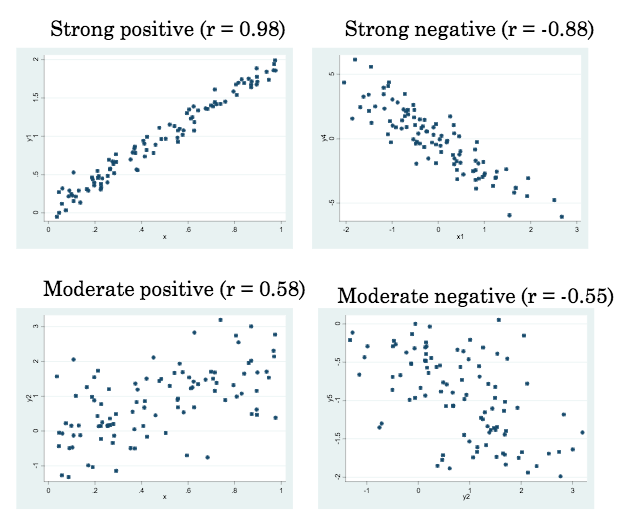 Strong positive (r = 0.98)
2
1.5
1
.5
0
y1
0 .2 .4 .6 .8 1
x
Strong negative (r = -0.88)
5
0
-5
y4
-2 -1 0 1 2 3
x1
Moderate positive (r = 0.58)
3
2
1
0
-1
y2
0 .2 .4 .6 .8 1
x
Moderate negative (r = -0.55)
0
-.5
-1
-1.5
-2
y5
-1 0 1 2 3
y2